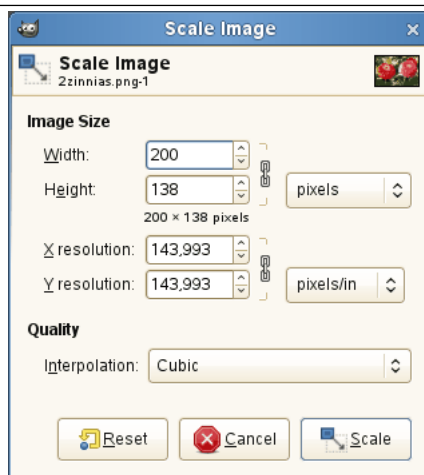 Scale Image
Scale Image
2zinnias.png-1
Image Size
Width: 200
Height: 138 pixels
200 × 138 pixels
X resolution: 143,993
Y resolution: 143,993 pixels/in
Quality
Interpolation: Cubic
Reset Cancel Scale